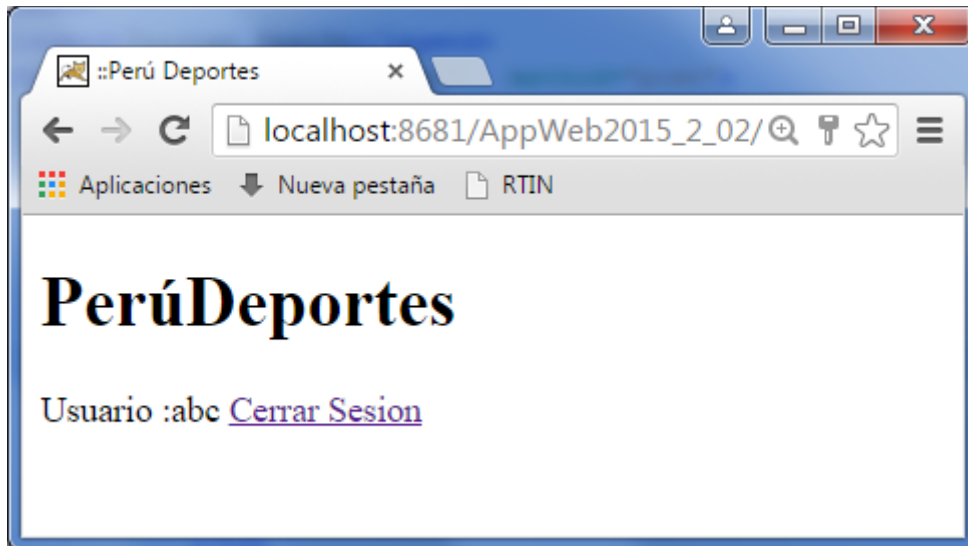 ::Perú Deportes
localhost:8681/AppWeb2015_2_02/
Aplicaciones Nueva pestaña RTIN
PerúDeportes
Usuario :abc Cerrar Sesion